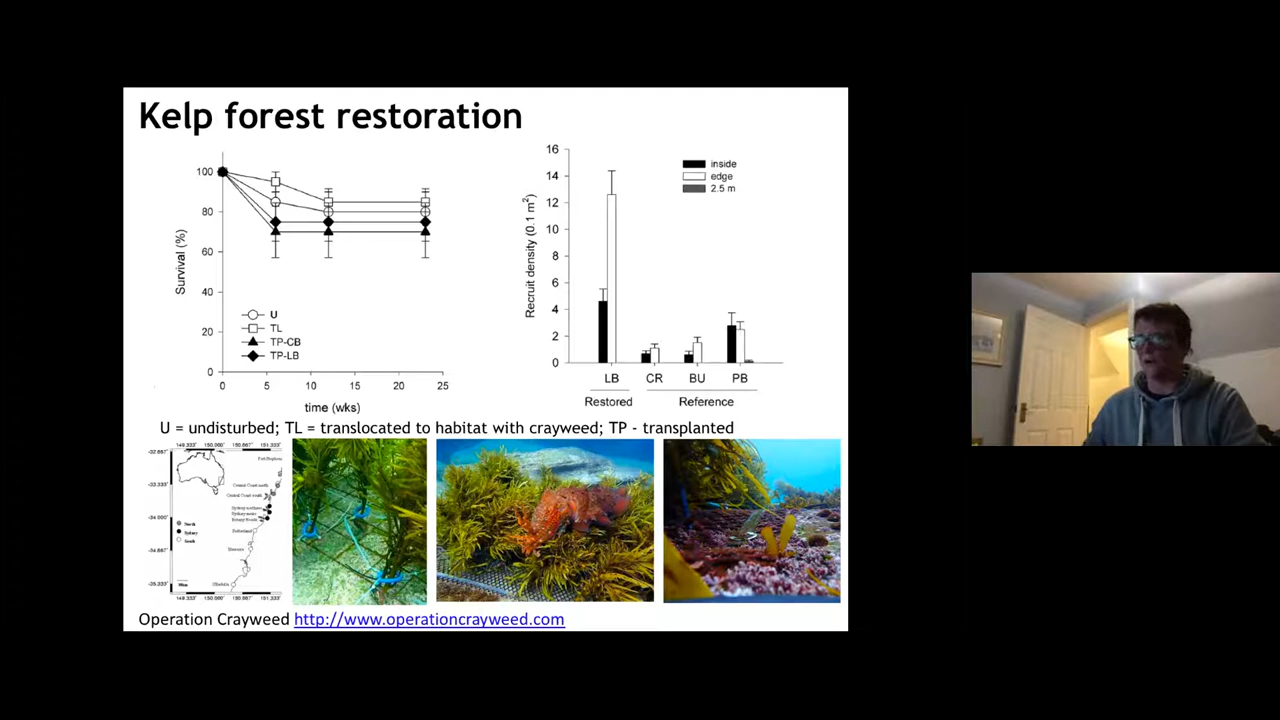 Kelp forest restoration
100
80
60
40
20
0
Survival (%)
U
TL
TP-CB
TP-LB
0 5 10 15 20 25
time (wks)
16
14
12
10
8
6
4
2
0
Recruit density (0.1 m²)
inside
edge
2.5 m
LB CR BU PB
Restored Reference
U = undisturbed; TL = translocated to habitat with crayweed; TP - transplanted
North
Sydney
South
Operation Crayweed http://www.operationcrayweed.com